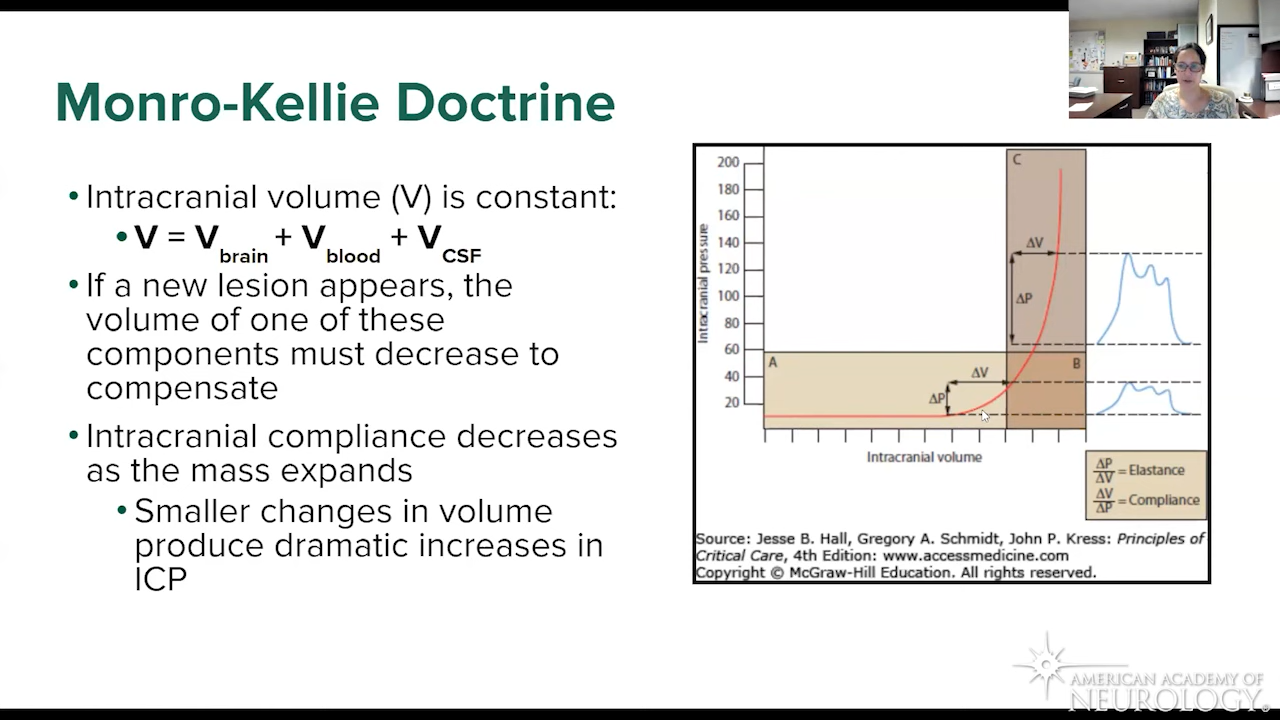 Monro-Kellie Doctrine
• Intracranial volume (V) is constant:
• V = Vbrain + Vblood + VCSF
• If a new lesion appears, the
volume of one of these
components must decrease to
compensate
• Intracranial compliance decreases
as the mass expands
• Smaller changes in volume
produce dramatic increases in
ICP
Intracranial pressure
200
180
160
140
120
100
80
60
40
20
A
B
C
ΔV
ΔP
ΔV
ΔP
Intracranial volume
ΔP/ΔV = Elastance
ΔV/ΔP = Compliance
Source: Jesse B. Hall, Gregory A. Schmidt, John P. Kress: Principles of
Critical Care, 4th Edition: www.accessmedicine.com
Copyright © McGraw-Hill Education. All rights reserved.
AMERICAN ACADEMY OF
NEUROLOGY®